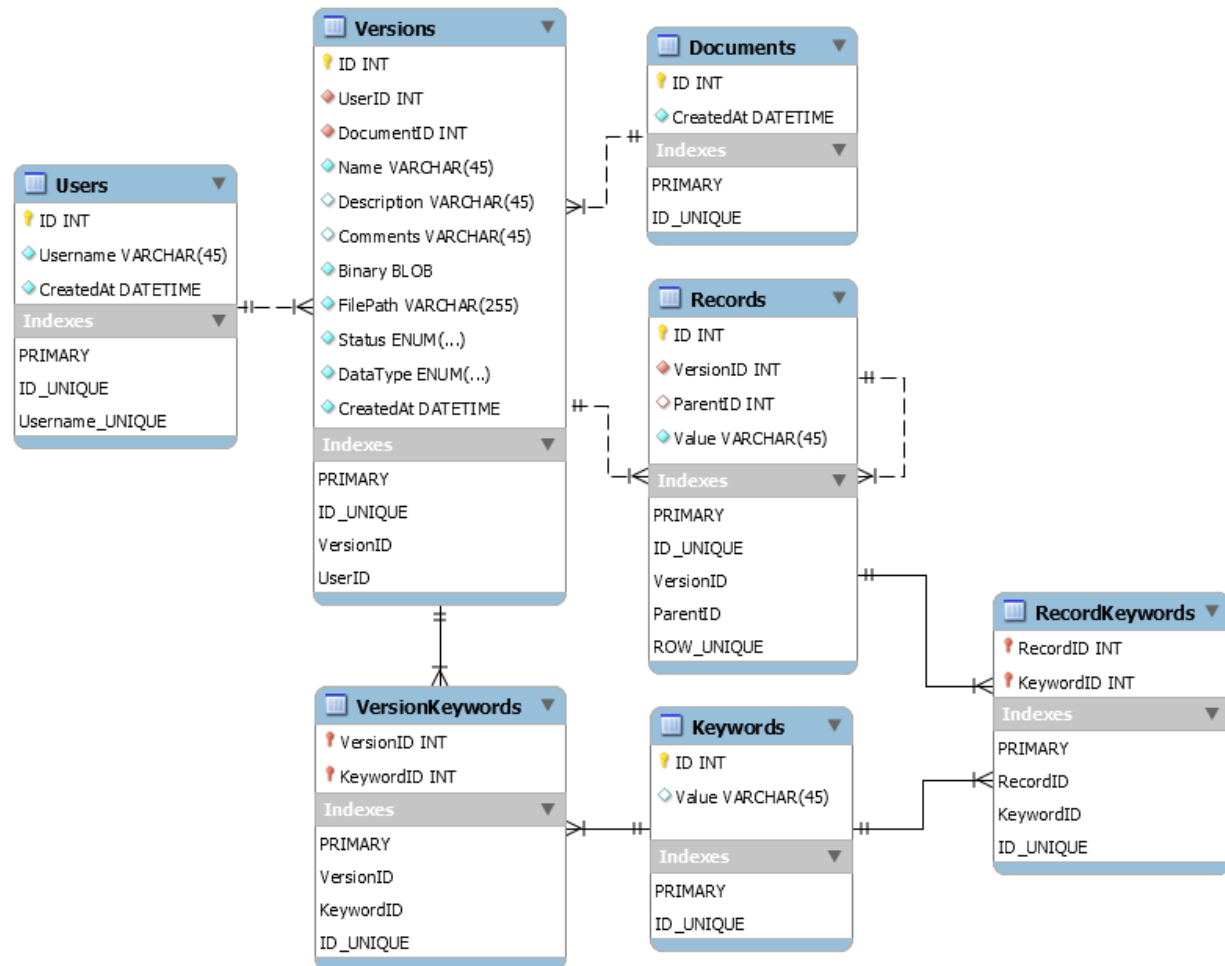 Versions
ID INT
UserID INT
DocumentID INT
Name VARCHAR(45)
Description VARCHAR(45)
Comments VARCHAR(45)
Binary BLOB
FilePath VARCHAR(255)
Status ENUM(...)
DataType ENUM(...)
CreatedAt DATETIME
Indexes
PRIMARY
ID_UNIQUE
VersionID
UserID
Documents
ID INT
CreatedAt DATETIME
Indexes
PRIMARY
ID_UNIQUE
Users
ID INT
Username VARCHAR(45)
CreatedAt DATETIME
Indexes
PRIMARY
ID_UNIQUE
Username_UNIQUE
Records
ID INT
VersionID INT
ParentID INT
Value VARCHAR(45)
Indexes
PRIMARY
ID_UNIQUE
VersionID
ParentID
ROW_UNIQUE
RecordKeywords
RecordID INT
KeywordID INT
Indexes
PRIMARY
RecordID
KeywordID
ID_UNIQUE
VersionKeywords
VersionID INT
KeywordID INT
Indexes
PRIMARY
VersionID
KeywordID
ID_UNIQUE
Keywords
ID INT
Value VARCHAR(45)
Indexes
PRIMARY
ID_UNIQUE